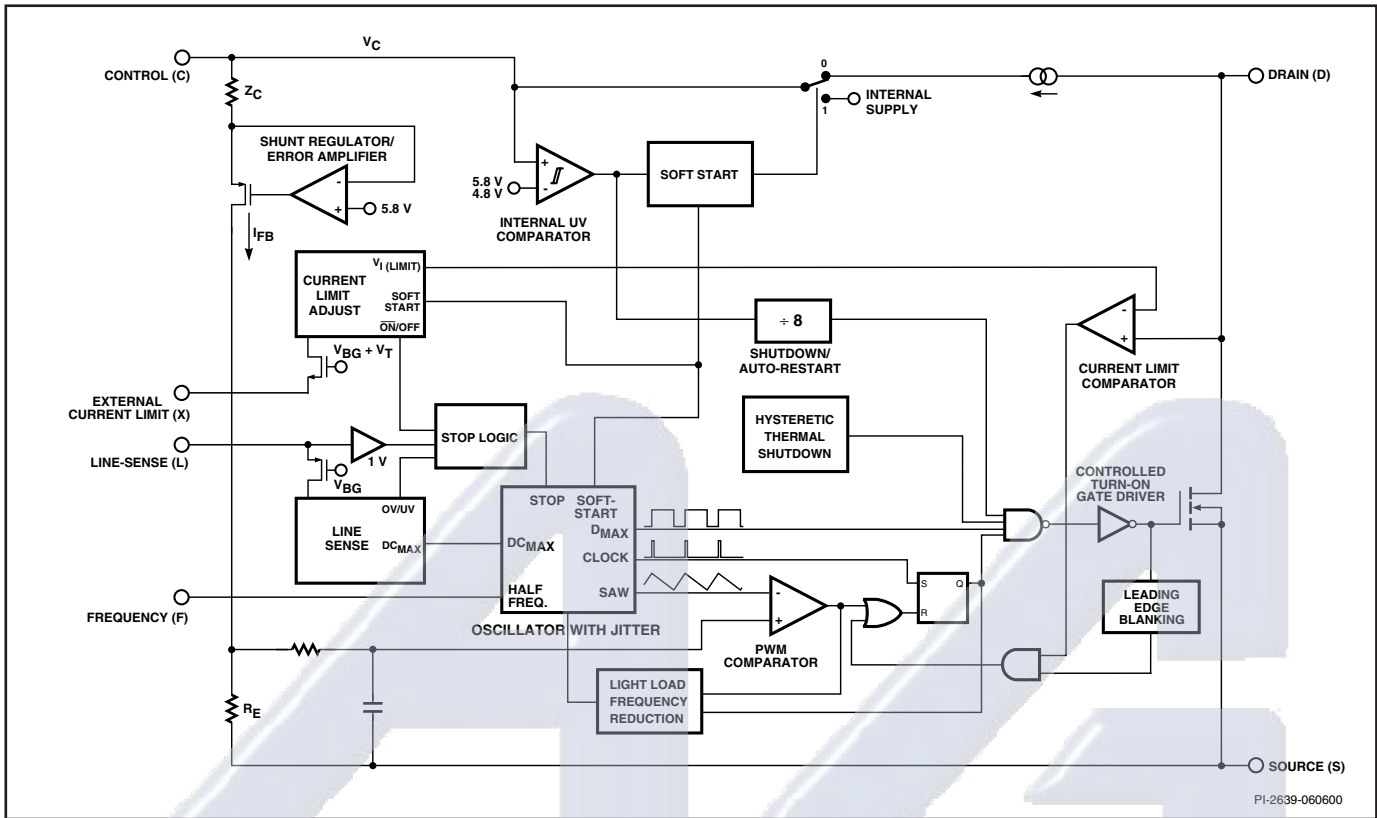 V_C
CONTROL (C)
Z_C
0
1
INTERNAL
SUPPLY
DRAIN (D)
SHUNT REGULATOR/
ERROR AMPLIFIER
-
+
5.8 V
I_FB
+
-
5.8 V
4.8 V
INTERNAL UV
COMPARATOR
SOFT START
CURRENT
LIMIT
ADJUST
V_I (LIMIT)
SOFT
START
O̅N̅/OFF
V_BG + V_T
EXTERNAL
CURRENT LIMIT (X)
÷ 8
SHUTDOWN/
AUTO-RESTART
-
+
CURRENT LIMIT
COMPARATOR
HYSTERETIC
THERMAL
SHUTDOWN
LINE-SENSE (L)
1 V
V_BG
STOP LOGIC
OV/UV
LINE
SENSE
DC_MAX
STOP
SOFT-
START
D_MAX
DC_MAX
CLOCK
HALF
FREQ.
SAW
OSCILLATOR WITH JITTER
CONTROLLED
TURN-ON
GATE DRIVER
FREQUENCY (F)
-
+
PWM
COMPARATOR
S
Q
R
LEADING
EDGE
BLANKING
LIGHT LOAD
FREQUENCY
REDUCTION
R_E
SOURCE (S)
PI-2639-060600